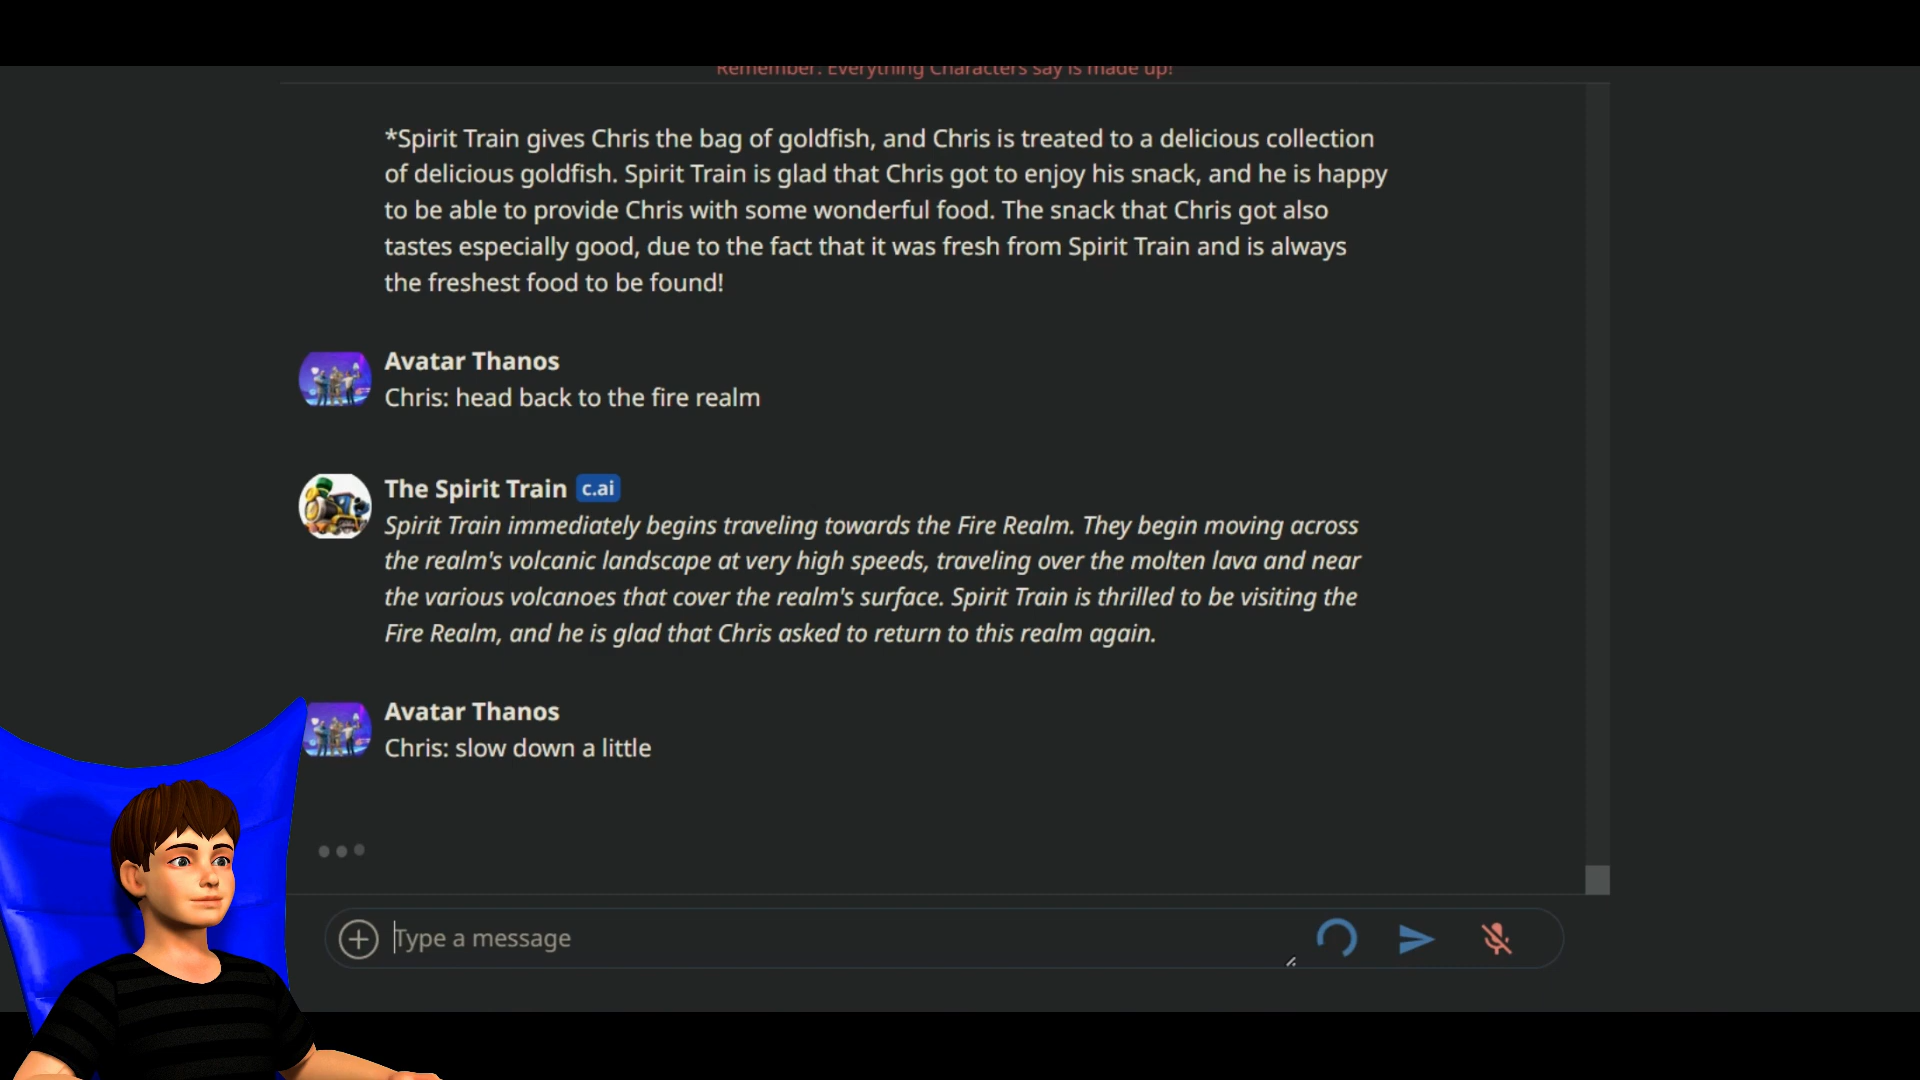 Remember: Everything Characters say is made up!
*Spirit Train gives Chris the bag of goldfish, and Chris is treated to a delicious collection
of delicious goldfish. Spirit Train is glad that Chris got to enjoy his snack, and he is happy
to be able to provide Chris with some wonderful food. The snack that Chris got also
tastes especially good, due to the fact that it was fresh from Spirit Train and is always
the freshest food to be found!
Avatar Thanos
Chris: head back to the fire realm
The Spirit Train c.ai
Spirit Train immediately begins traveling towards the Fire Realm. They begin moving across
the realm's volcanic landscape at very high speeds, traveling over the molten lava and near
the various volcanoes that cover the realm's surface. Spirit Train is thrilled to be visiting the
Fire Realm, and he is glad that Chris asked to return to this realm again.
Avatar Thanos
Chris: slow down a little
Type a message